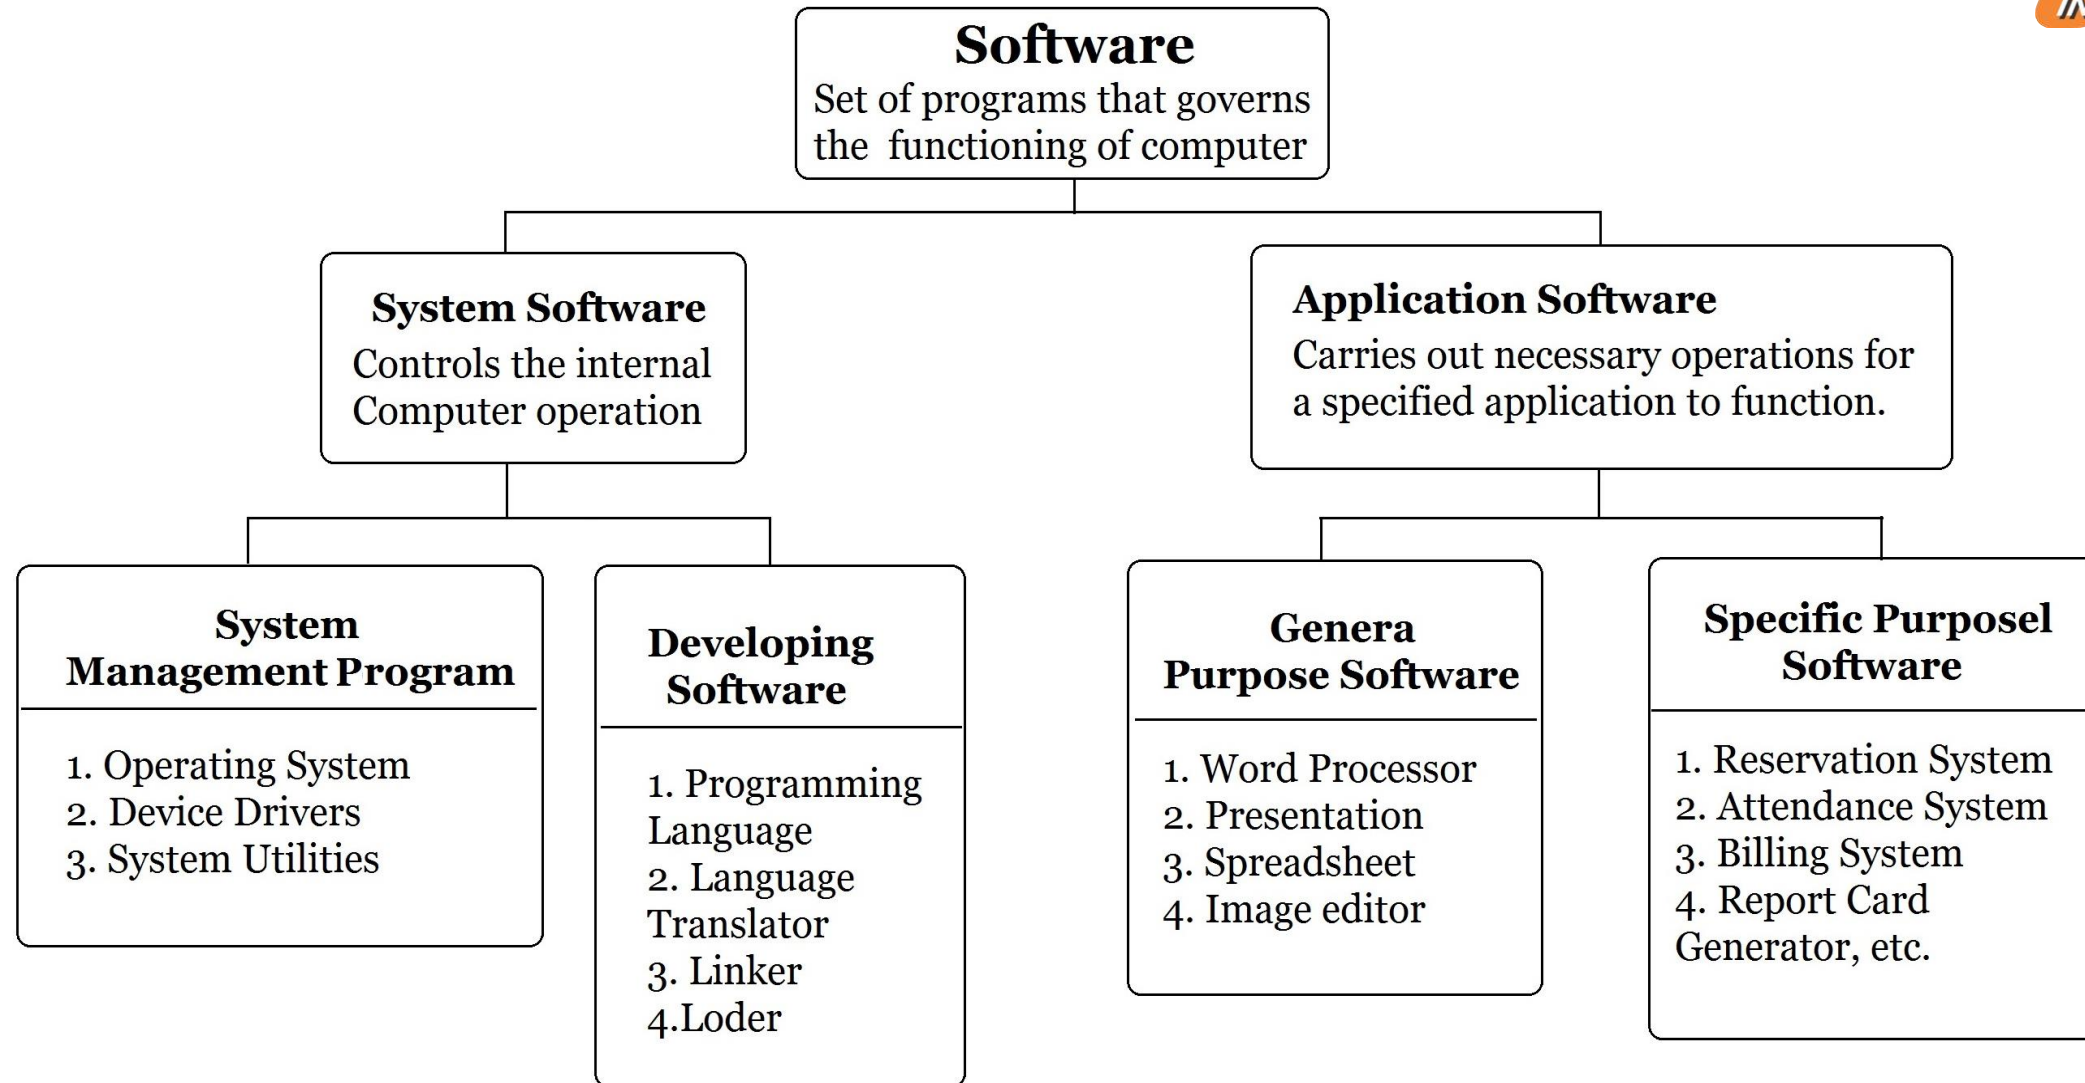 Software
Set of programs that governs
the functioning of computer
System Software
Controls the internal
Computer operation
Application Software
Carries out necessary operations for
a specified application to function.
System
Management Program
1. Operating System
2. Device Drivers
3. System Utilities
Developing
Software
1. Programming
Language
2. Language
Translator
3. Linker
4.Loder
Genera
Purpose Software
1. Word Processor
2. Presentation
3. Spreadsheet
4. Image editor
Specific Purposel
Software
1. Reservation System
2. Attendance System
3. Billing System
4. Report Card
Generator, etc.